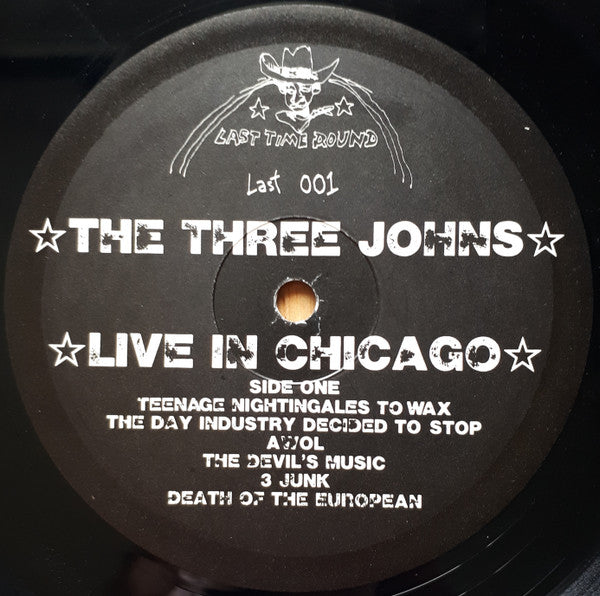 LAST TIME ROUND
Last 001
☆THE THREE JOHNS☆
☆LIVE IN CHICAGO☆
SIDE ONE
TEENAGE NIGHTINGALES TO WAX
THE DAY INDUSTRY DECIDED TO STOP
AWOL
THE DEVIL'S MUSIC
3 JUNK
DEATH OF THE EUROPEAN